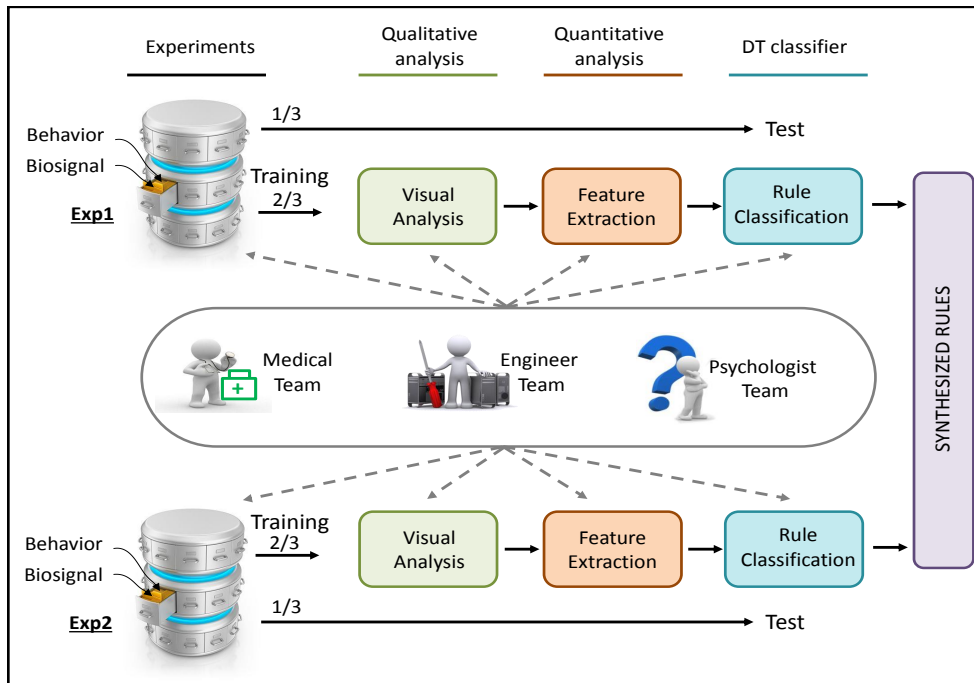 Experiments
Qualitative
analysis
Quantitative
analysis
DT classifier
1/3
Test
Behavior
Biosignal
Exp1
Training
2/3
Visual
Analysis
Feature
Extraction
Rule
Classification
SYNTHESIZED RULES
Medical
Team
Engineer
Team
Psychologist
Team
Training
2/3
Behavior
Biosignal
Exp2
Visual
Analysis
Feature
Extraction
Rule
Classification
1/3
Test